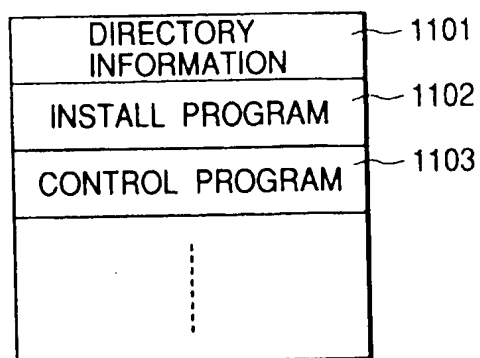 DIRECTORY
INFORMATION
1101
INSTALL PROGRAM
1102
CONTROL PROGRAM
1103